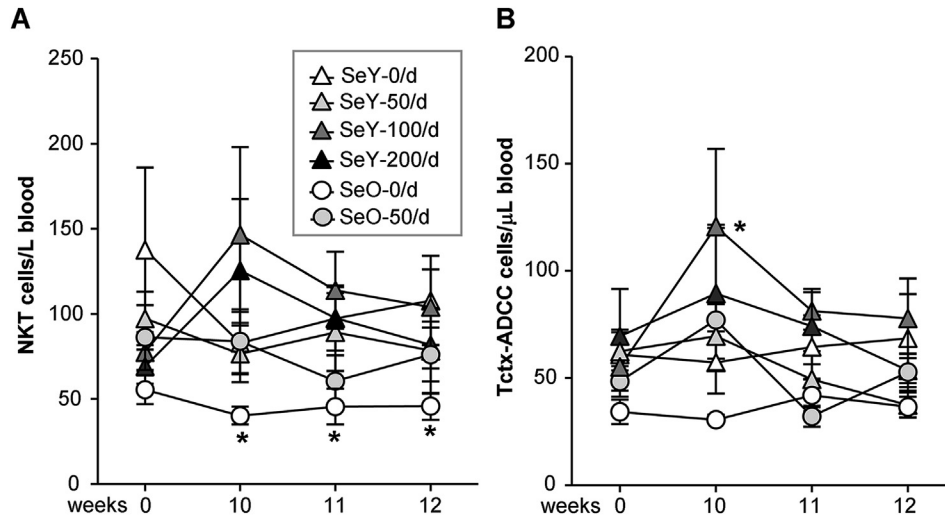 A
NKT cells/L blood
250
200
150
100
50
0
weeks 0 10 11 12
SeY-0/d
SeY-50/d
SeY-100/d
SeY-200/d
SeO-0/d
SeO-50/d
* * *
B
Tctx-ADCC cells/µL blood
200
150
100
50
0
*
weeks 0 10 11 12